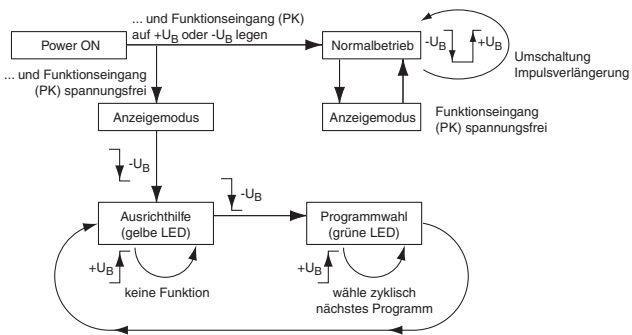 ... und Funktionseingang (PK)
auf +UB oder -UB legen
Power ON
Normalbetrieb
-UB
+UB
Umschaltung
Impulsverlängerung
... und Funktionseingang
(PK) spannungsfrei
Anzeigemodus
Anzeigemodus
Funktionseingang
(PK) spannungsfrei
-UB
-UB
Ausrichthilfe
(gelbe LED)
Programmwahl
(grüne LED)
+UB
keine Funktion
+UB
wähle zyklisch
nächstes Programm